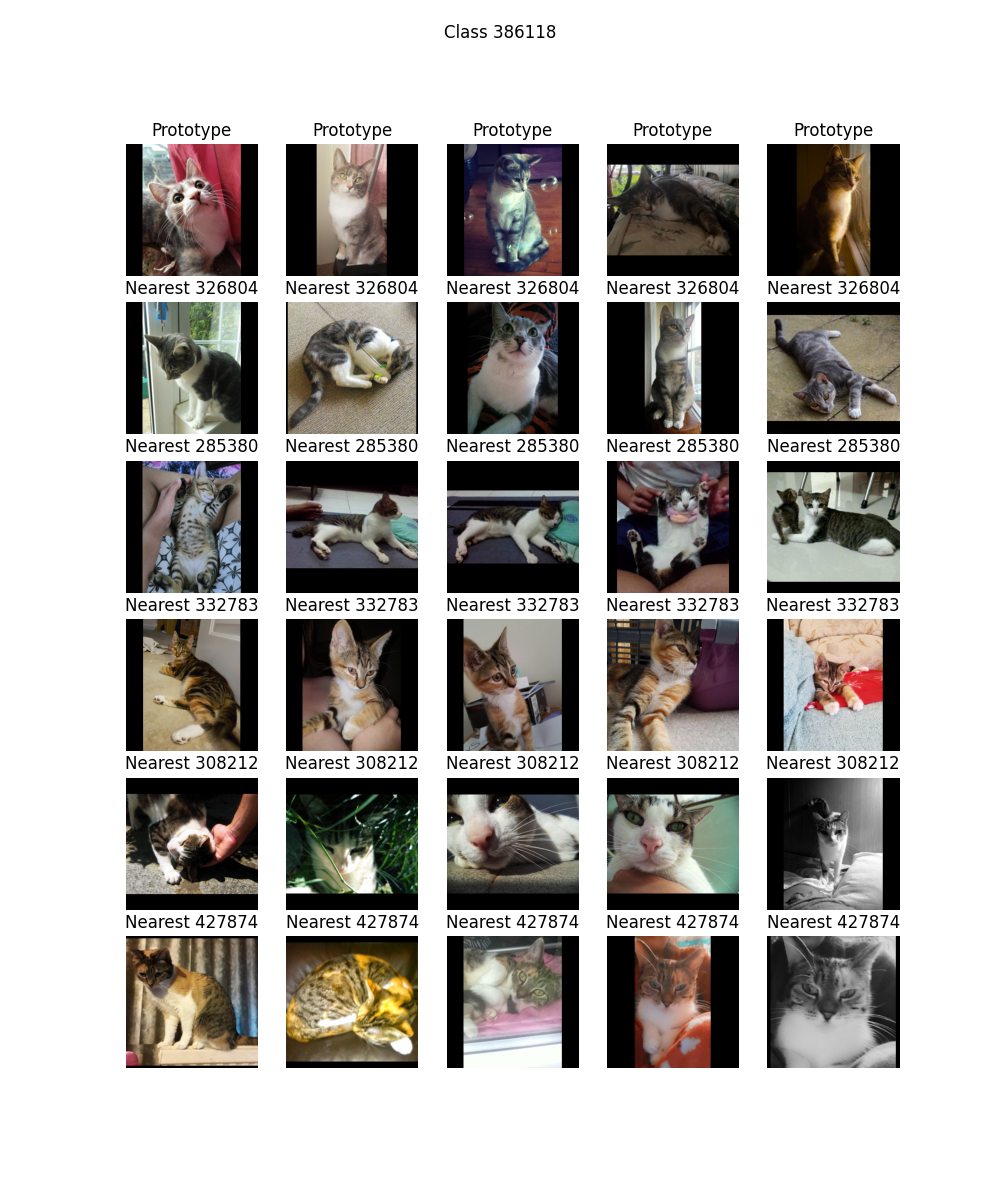 Class 386118
Prototype Prototype Prototype Prototype Prototype
Nearest 326804 Nearest 326804 Nearest 326804 Nearest 326804 Nearest 326804
Nearest 285380 Nearest 285380 Nearest 285380 Nearest 285380 Nearest 285380
Nearest 332783 Nearest 332783 Nearest 332783 Nearest 332783 Nearest 332783
Nearest 308212 Nearest 308212 Nearest 308212 Nearest 308212 Nearest 308212
Nearest 427874 Nearest 427874 Nearest 427874 Nearest 427874 Nearest 427874